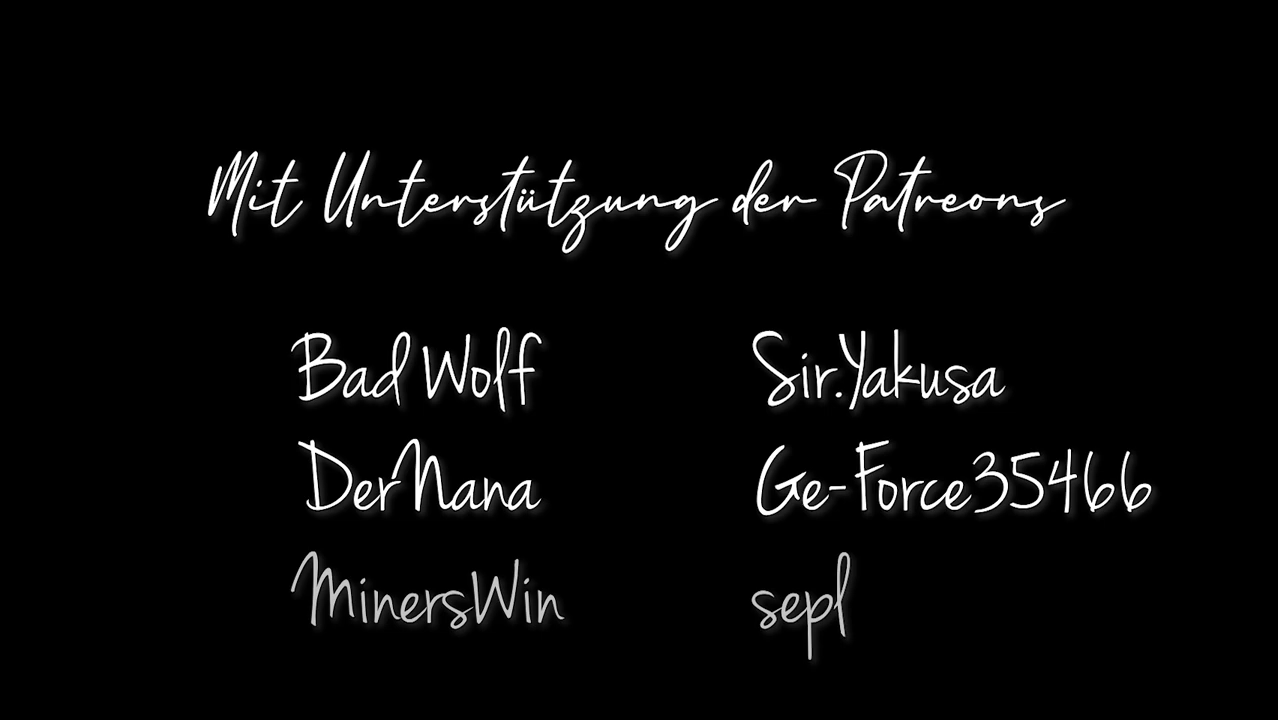 Mit Unterstützung der Patreons
Bad Wolf
Sir.Yakusa
DerNana
Ge-Force35466
MinersWin
sepl